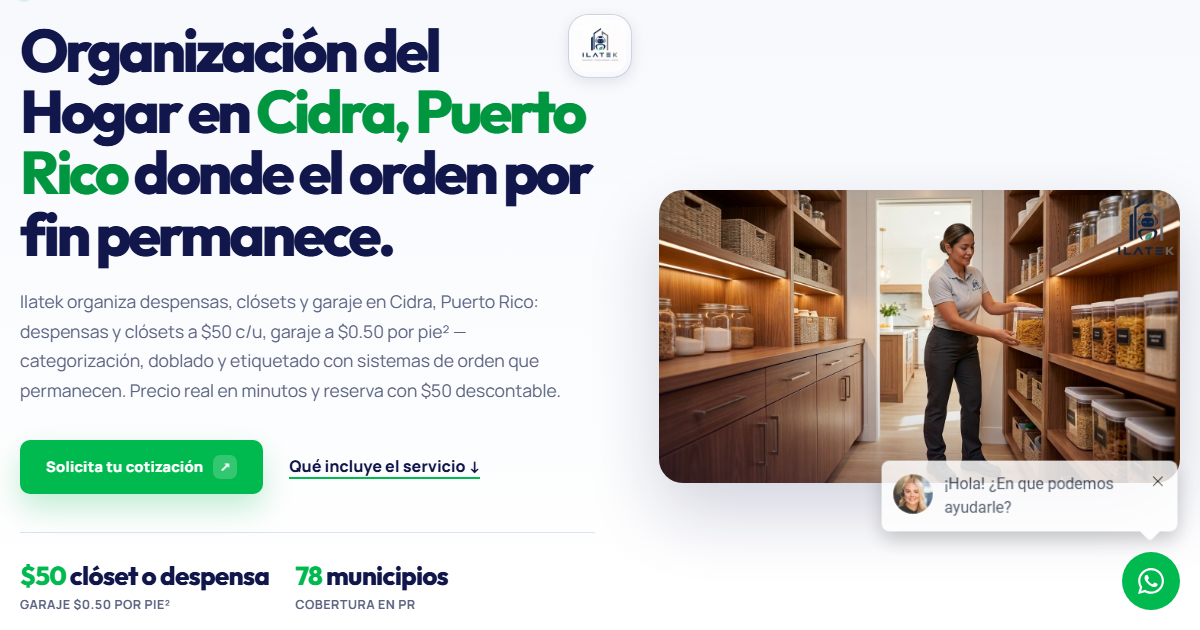 Organización del
Hogar en Cidra, Puerto
Rico donde el orden por
fin permanece.
ILATEK
Ilatek organiza despensas, clósets y garaje en Cidra, Puerto Rico:
despensas y clósets a $50 c/u, garaje a $0.50 por pie² —
categorización, doblado y etiquetado con sistemas de orden que
permanecen. Precio real en minutos y reserva con $50 descontable.
Solicita tu cotización ↗
Qué incluye el servicio ↓
$50 clóset o despensa
GARAJE $0.50 POR PIE²
78 municipios
COBERTURA EN PR
ILATEK
¡Hola! ¿En que podemos
ayudarle?